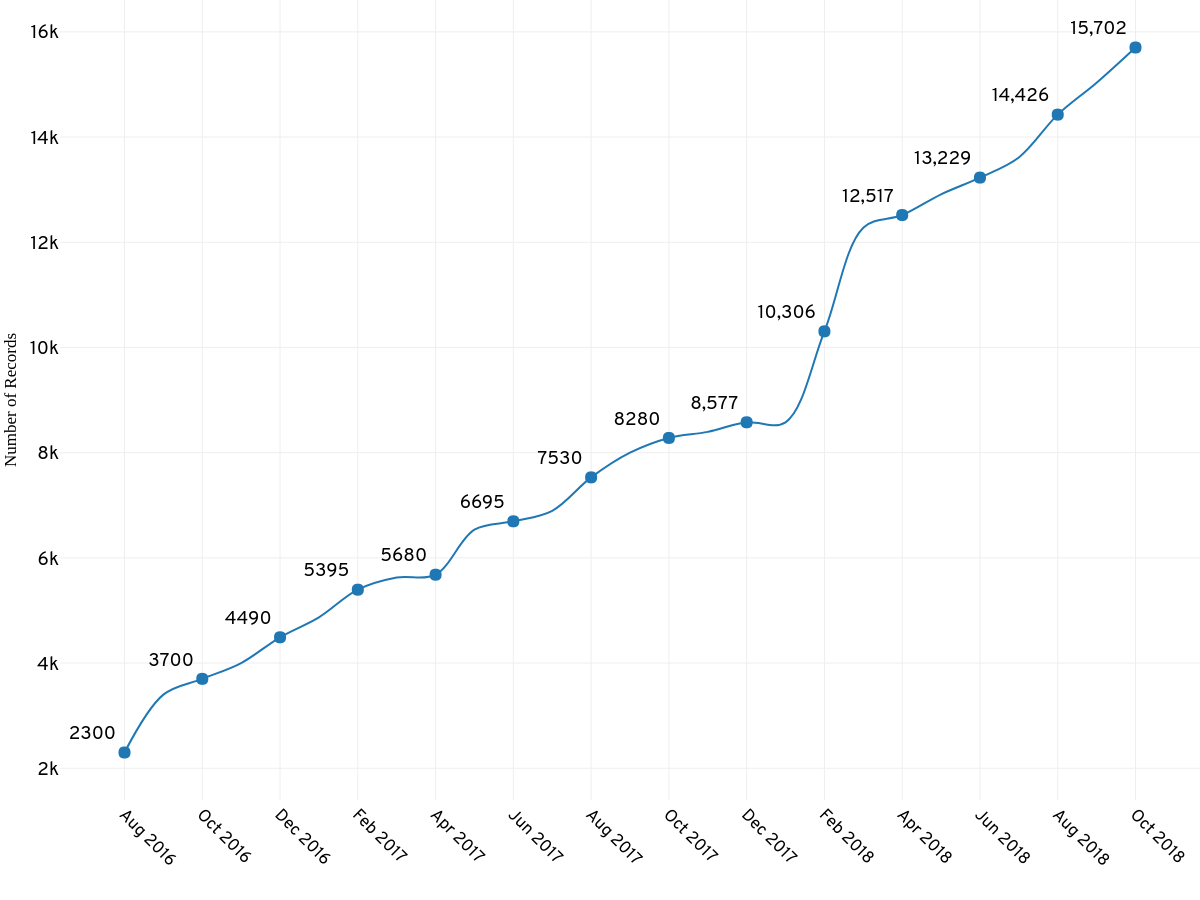 16k
14k
12k
10k
8k
6k
4k
2k
Number of Records
2300
3700
4490
5395
5680
6695
7530
8280
8,577
10,306
12,517
13,229
14,426
15,702
Aug 2016
Oct 2016
Dec 2016
Feb 2017
Apr 2017
Jun 2017
Aug 2017
Oct 2017
Dec 2017
Feb 2018
Apr 2018
Jun 2018
Aug 2018
Oct 2018